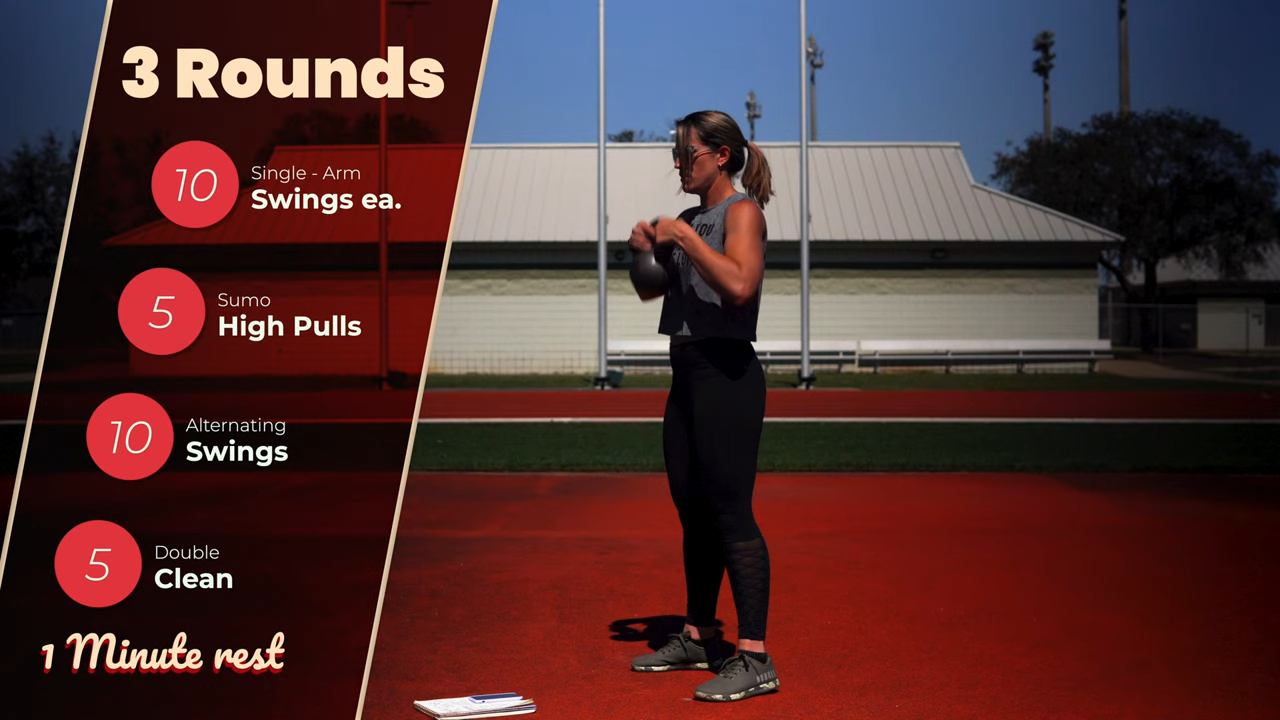 3 Rounds
10
Single - Arm
Swings ea.
5
Sumo
High Pulls
10
Alternating
Swings
5
Double
Clean
1 Minute rest